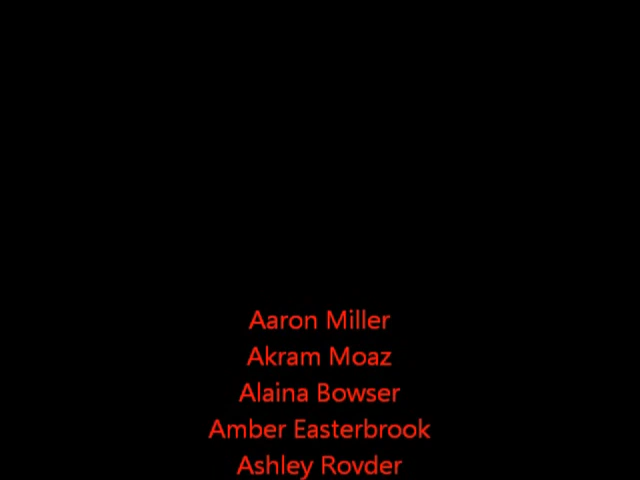 Aaron Miller
Akram Moaz
Alaina Bowser
Amber Easterbrook
Ashley Rovder